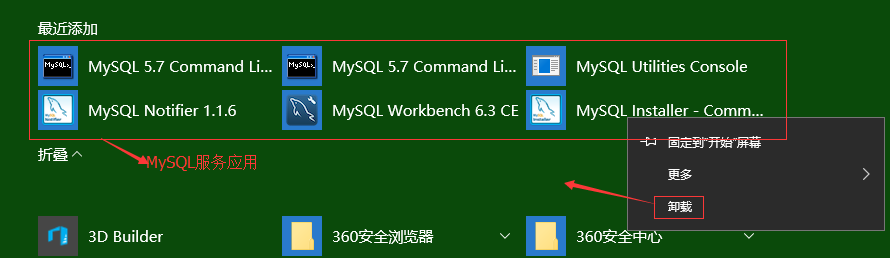 最近添加
MySQL 5.7 Command Li...
MySQL 5.7 Command Li...
MySQL Utilities Console
MySQL Notifier 1.1.6
MySQL Workbench 6.3 CE
MySQL Installer - Comm...
折叠
MySQL服务应用
固定到"开始"屏幕
更多
卸载
3D Builder
360安全浏览器
360安全中心